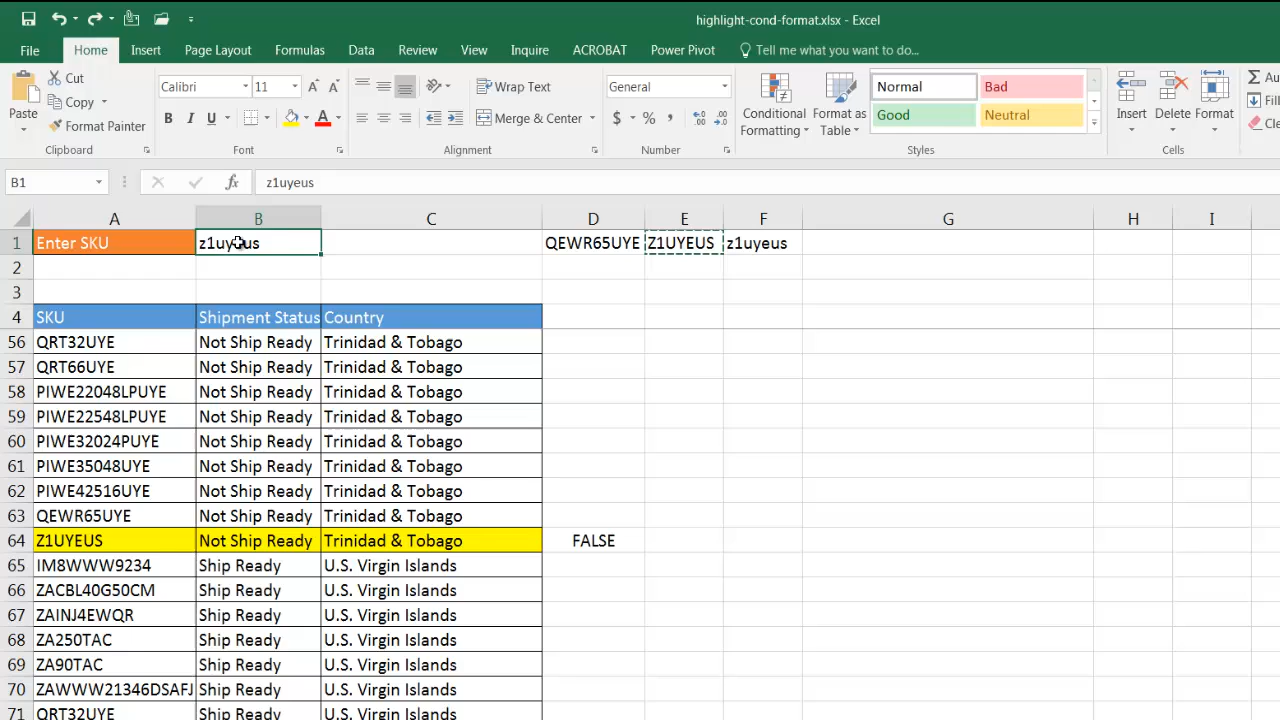 highlight-cond-format.xlsx - Excel
File Home Insert Page Layout Formulas Data Review View Inquire ACROBAT Power Pivot Tell me what you want to do...
Paste
Cut
Copy
Format Painter
Clipboard
Calibri 11
B I U
Font
Wrap Text
Merge & Center
Alignment
General
$ % ,
Number
Conditional Formatting
Format as Table
Normal Bad
Good Neutral
Styles
Insert Delete Format
Cells
B1 fx z1uyeus
A B C D E F G H I
1 Enter SKU z1uyeus QEWR65UYE Z1UYEUS z1uyeus
2
3
4 SKU Shipment Status Country
56 QRT32UYE Not Ship Ready Trinidad & Tobago
57 QRT66UYE Not Ship Ready Trinidad & Tobago
58 PIWE22048LPUYE Not Ship Ready Trinidad & Tobago
59 PIWE22548LPUYE Not Ship Ready Trinidad & Tobago
60 PIWE32024PUYE Not Ship Ready Trinidad & Tobago
61 PIWE35048UYE Not Ship Ready Trinidad & Tobago
62 PIWE42516UYE Not Ship Ready Trinidad & Tobago
63 QEWR65UYE Not Ship Ready Trinidad & Tobago
64 Z1UYEUS Not Ship Ready Trinidad & Tobago FALSE
65 IM8WWW9234 Ship Ready U.S. Virgin Islands
66 ZACBL40G50CM Ship Ready U.S. Virgin Islands
67 ZAINJ4EWQR Ship Ready U.S. Virgin Islands
68 ZA250TAC Ship Ready U.S. Virgin Islands
69 ZA90TAC Ship Ready U.S. Virgin Islands
70 ZAWWW21346DSAFJ Ship Ready U.S. Virgin Islands
71 QRT32UYE Ship Ready U.S. Virgin Islands